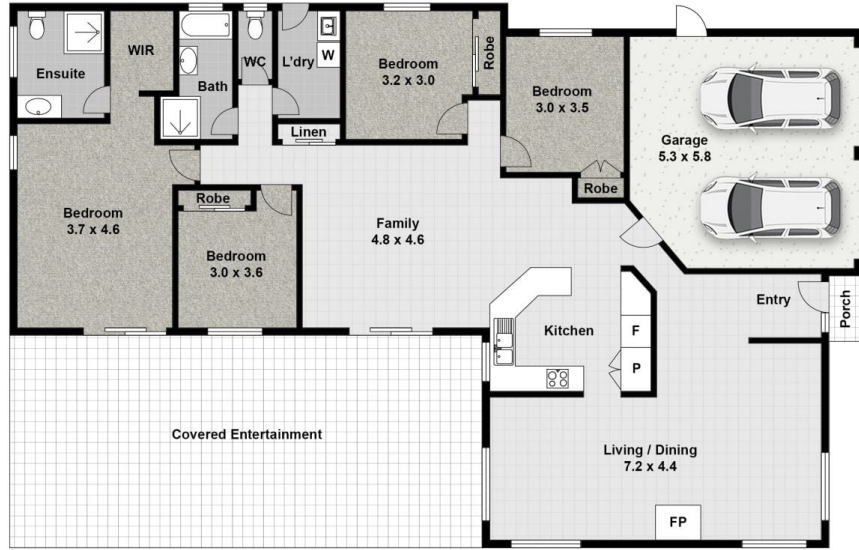 Ensuite
WIR
Bath
WC
L'dry
W
Linen
Bedroom
3.2 x 3.0
Robe
Bedroom
3.0 x 3.5
Robe
Garage
5.3 x 5.8
Bedroom
3.7 x 4.6
Robe
Bedroom
3.0 x 3.6
Family
4.8 x 4.6
Kitchen
F
P
Entry
Porch
Covered Entertainment
Living / Dining
7.2 x 4.4
FP